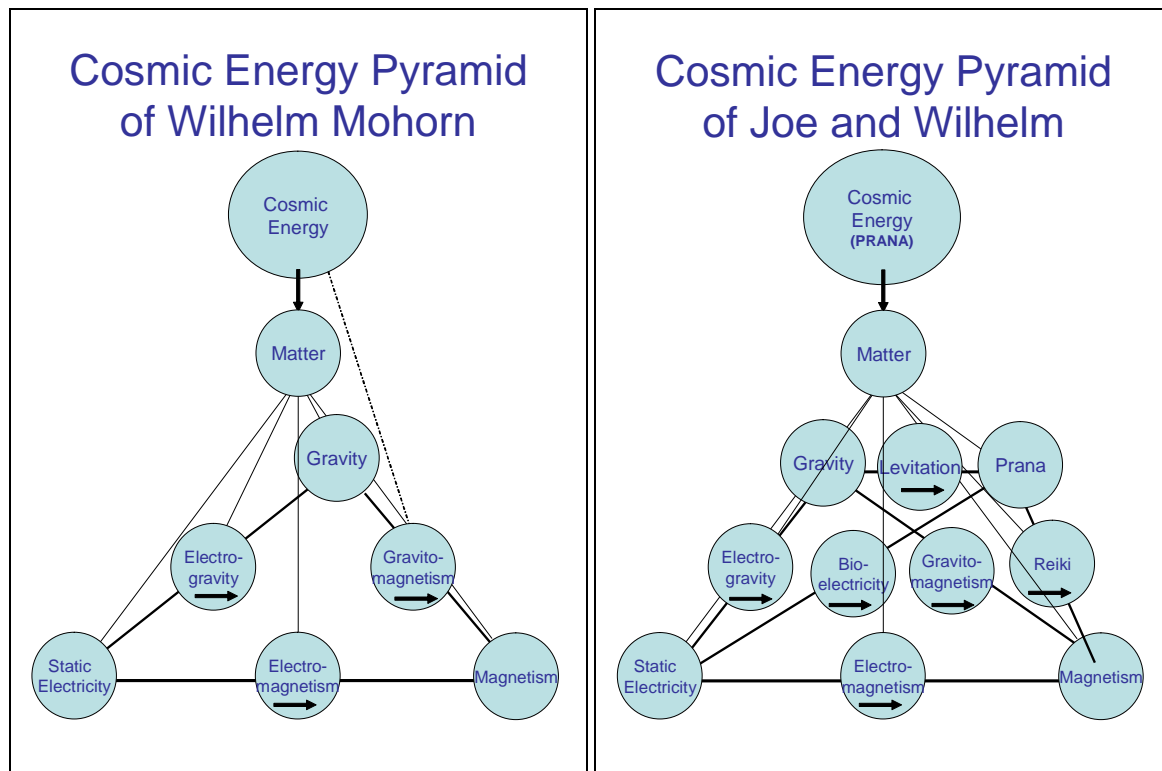 Cosmic Energy Pyramid
of Wilhelm Mohorn
Cosmic
Energy
Matter
Gravity
Electro-
gravity
Gravito-
magnetism
Static
Electricity
Electro-
magnetism
Magnetism
Cosmic Energy Pyramid
of Joe and Wilhelm
Cosmic
Energy
(PRANA)
Matter
Gravity
Levitation
Prana
Electro-
gravity
Bio-
electricity
Gravito-
magnetism
Reiki
Static
Electricity
Electro-
magnetism
Magnetism